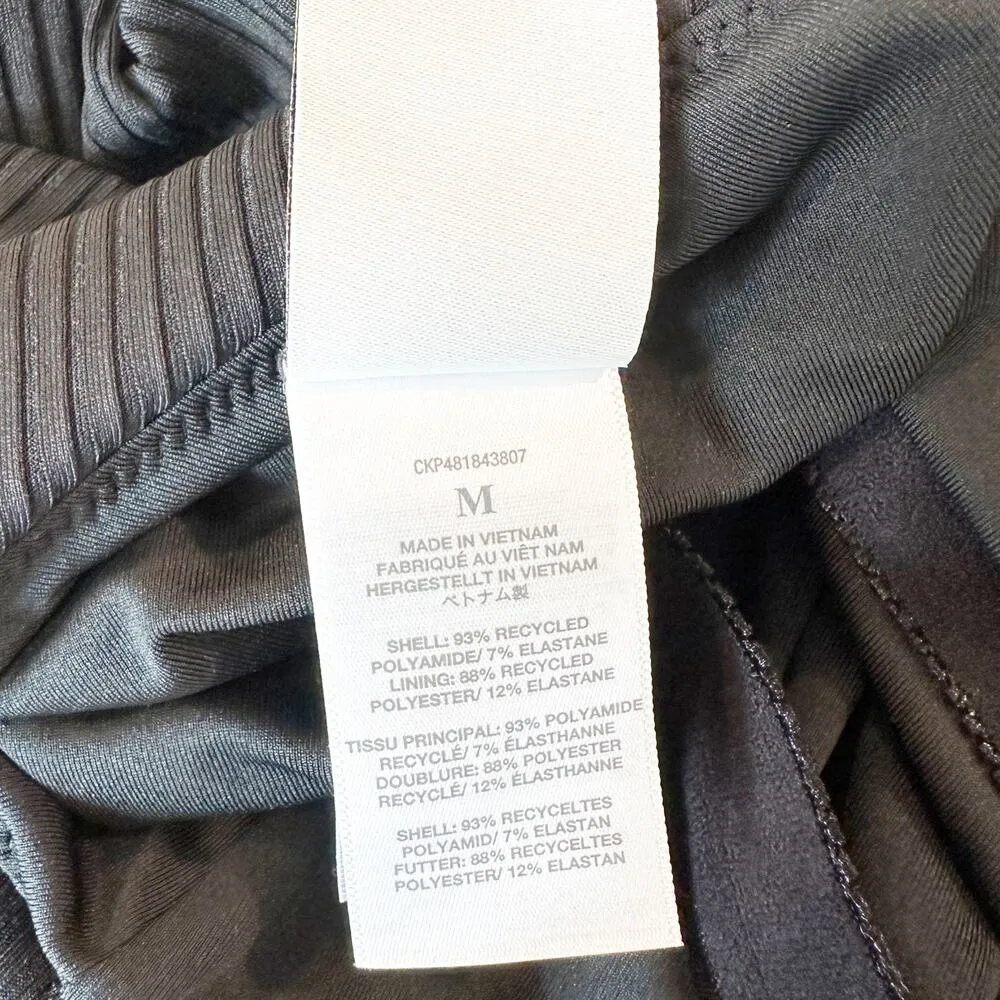 CKP481843807
M
MADE IN VIETNAM
FABRIQUÉ AU VIÊT NAM
HERGESTELLT IN VIETNAM
ベトナム製
SHELL: 93% RECYCLED
POLYAMIDE/ 7% ELASTANE
LINING: 88% RECYCLED
POLYESTER/ 12% ELASTANE
TISSU PRINCIPAL: 93% POLYAMIDE
RECYCLÉ/ 7% ÉLASTHANNE
DOUBLURE: 88% POLYESTER
RECYCLÉ/ 12% ÉLASTHANNE
SHELL: 93% RECYCELTES
POLYAMID/ 7% ELASTAN
FUTTER: 88% RECYCELTES
POLYESTER/ 12% ELASTAN